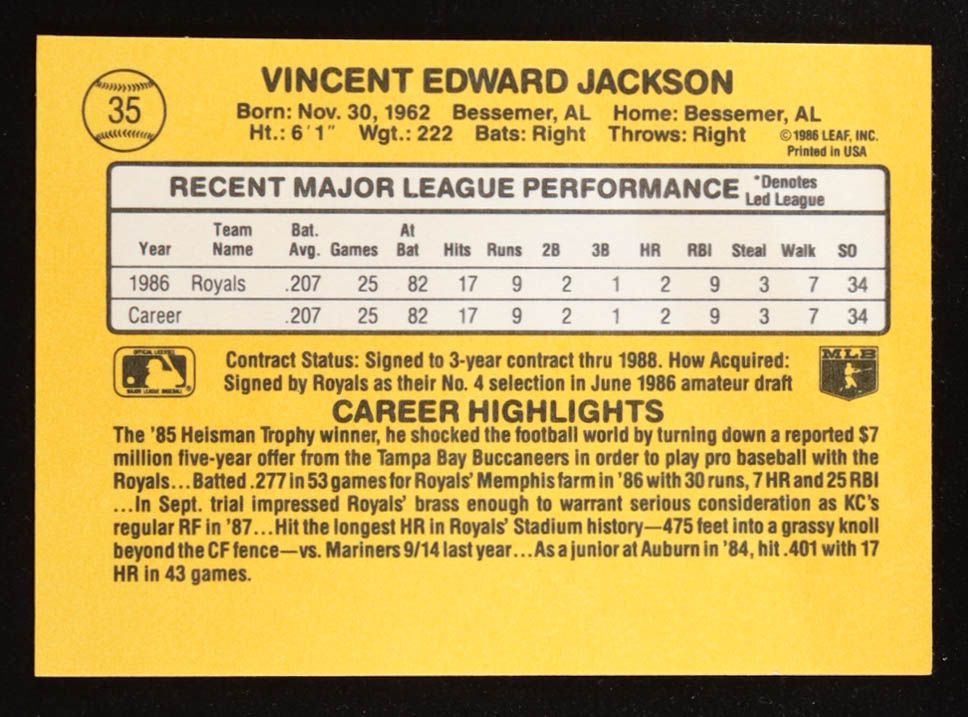 35
VINCENT EDWARD JACKSON
Born: Nov. 30, 1962 Bessemer, AL Home: Bessemer, AL
Ht.: 6'1" Wgt.: 222 Bats: Right Throws: Right
©1986 LEAF, INC.
Printed in USA
RECENT MAJOR LEAGUE PERFORMANCE *Denotes Led League
Year Team Name Bat. Avg. Games At Bat Hits Runs 2B 3B HR RBI Steal Walk SO
1986 Royals .207 25 82 17 9 2 1 2 9 3 7 34
Career .207 25 82 17 9 2 1 2 9 3 7 34
OFFICIAL LICENSEE
MAJOR LEAGUE BASEBALL
®
Contract Status: Signed to 3-year contract thru 1988. How Acquired:
Signed by Royals as their No. 4 selection in June 1986 amateur draft
MLB
CAREER HIGHLIGHTS
The '85 Heisman Trophy winner, he shocked the football world by turning down a reported $7
million five-year offer from the Tampa Bay Buccaneers in order to play pro baseball with the
Royals...Batted .277 in 53 games for Royals' Memphis farm in '86 with 30 runs, 7 HR and 25 RBI
...In Sept. trial impressed Royals' brass enough to warrant serious consideration as KC's
regular RF in '87...Hit the longest HR in Royals' Stadium history—475 feet into a grassy knoll
beyond the CF fence—vs. Mariners 9/14 last year...As a junior at Auburn in '84, hit .401 with 17
HR in 43 games.